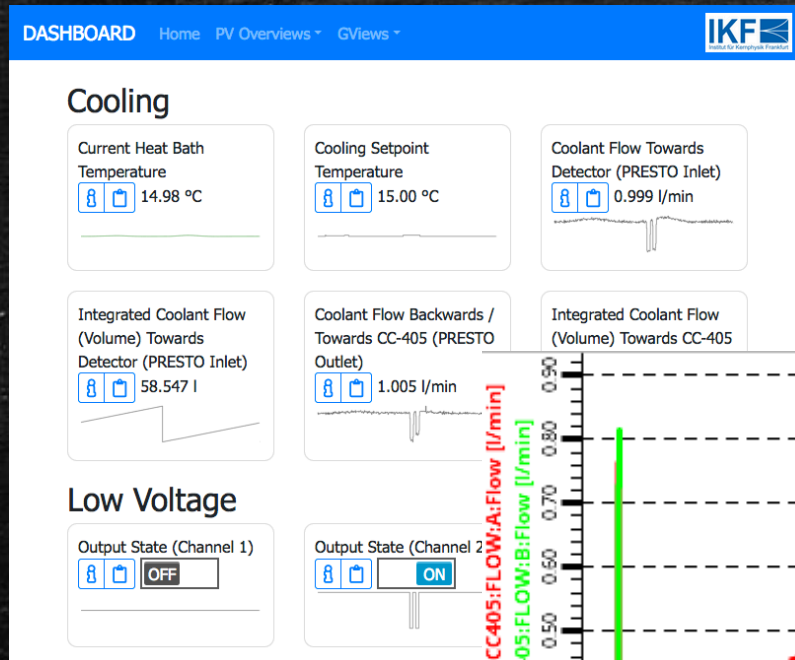 DASHBOARD Home PV Overviews GViews
IKF
Institut für Kernphysik Frankfurt
Cooling
Current Heat Bath
Temperature
14.98 °C
Cooling Setpoint
Temperature
15.00 °C
Coolant Flow Towards
Detector (PRESTO Inlet)
0.999 l/min
Integrated Coolant Flow
(Volume) Towards
Detector (PRESTO Inlet)
58.547 l
Coolant Flow Backwards /
Towards CC-405 (PRESTO
Outlet)
1.005 l/min
Integrated Coolant Flow
(Volume) Towards CC-405
Low Voltage
Output State (Channel 1)
OFF
Output State (Channel 2
ON
CC405:FLOW:A:Flow [l/min]
05:FLOW:B:Flow [l/min]
0.90
0.80
0.70
0.60
0.50